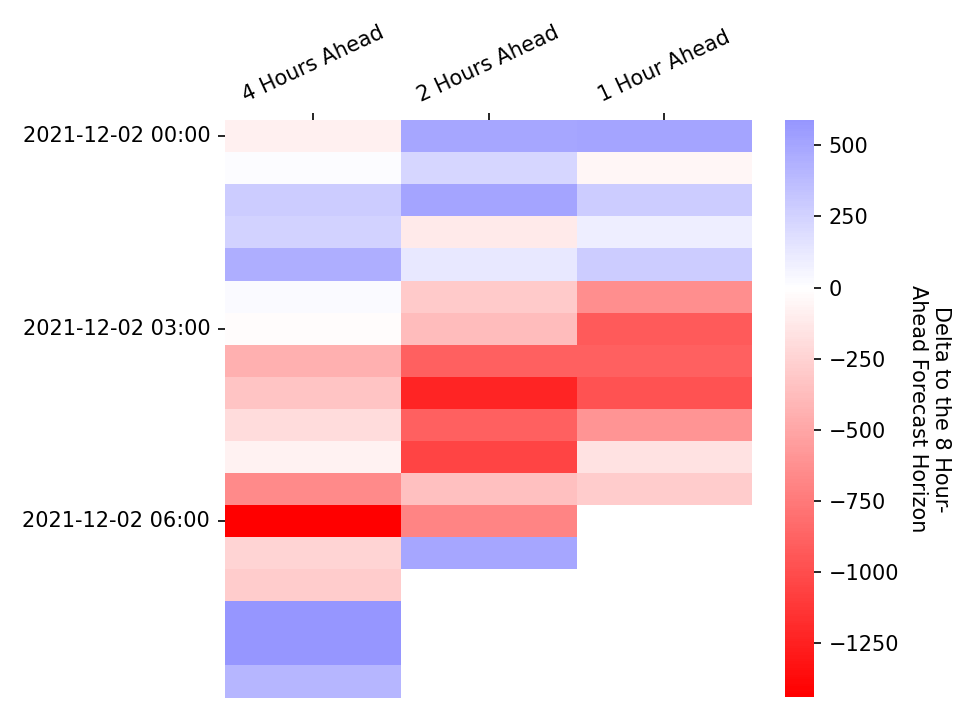 4 Hours Ahead
2 Hours Ahead
1 Hour Ahead
2021-12-02 00:00
2021-12-02 03:00
2021-12-02 06:00
500
250
0
−250
−500
−750
−1000
−1250
Delta to the 8 Hour-
Ahead Forecast Horizon